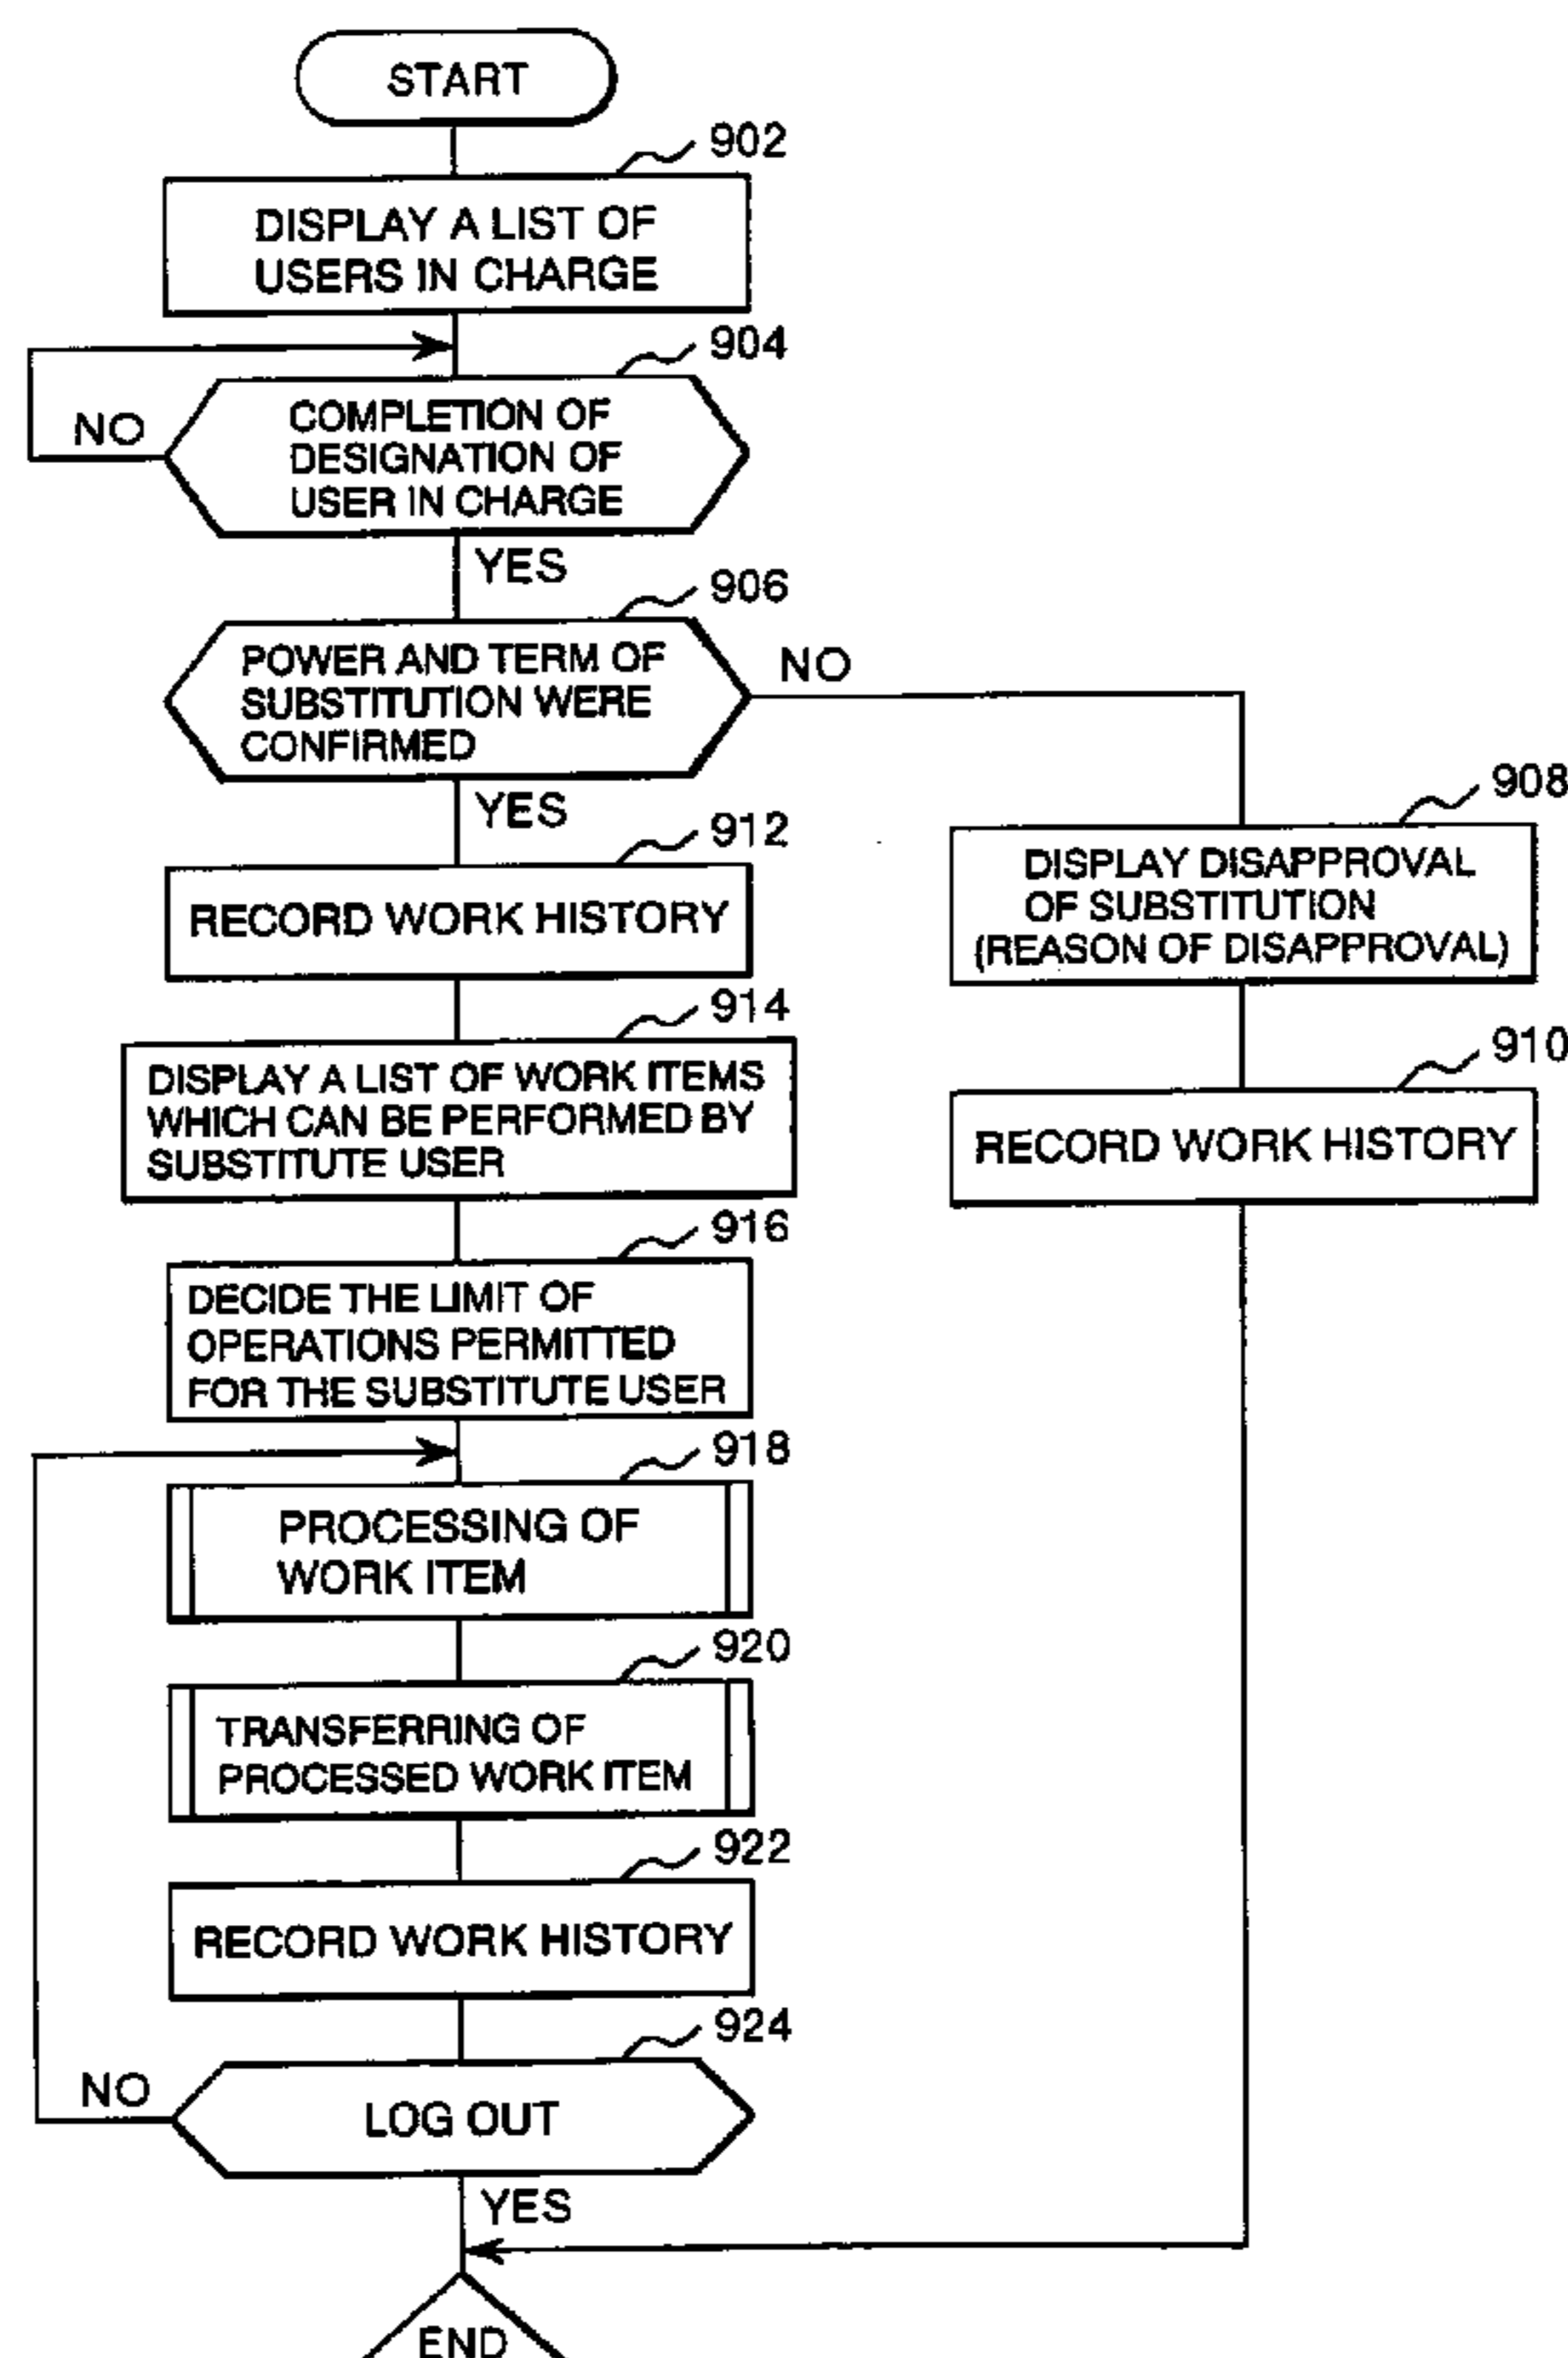 START
902
DISPLAY A LIST OF
USERS IN CHARGE
904
NO
COMPLETION OF
DESIGNATION OF
USER IN CHARGE
YES
906
POWER AND TERM OF
SUBSTITUTION WERE
CONFIRMED
NO
YES
908
DISPLAY DISAPPROVAL
OF SUBSTITUTION
(REASON OF DISAPPROVAL)
910
RECORD WORK HISTORY
912
RECORD WORK HISTORY
914
DISPLAY A LIST OF WORK ITEMS
WHICH CAN BE PERFORMED BY
SUBSTITUTE USER
916
DECIDE THE LIMIT OF
OPERATIONS PERMITTED
FOR THE SUBSTITUTE USER
918
PROCESSING OF
WORK ITEM
920
TRANSFERRING OF
PROCESSED WORK ITEM
922
RECORD WORK HISTORY
924
NO
LOG OUT
YES
END